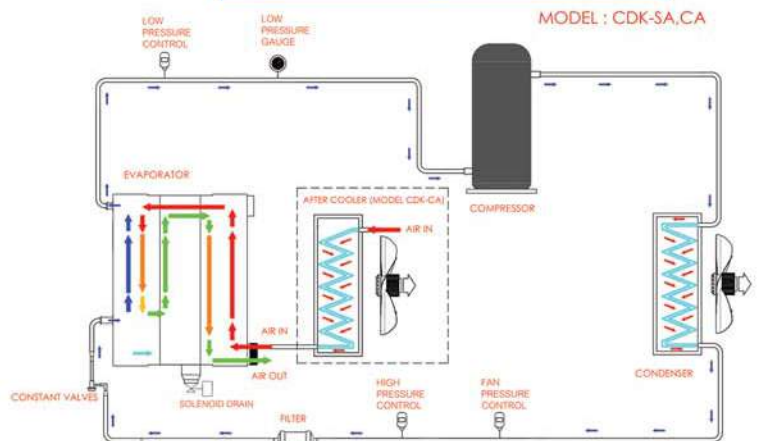 MODEL : CDK-SA,CA
LOW
PRESSURE
CONTROL
LOW
PRESSURE
GAUGE
EVAPORATOR
AFTER COOLER (MODEL CDK-CA)
AIR IN
COMPRESSOR
AIR IN
AIR OUT
CONDENSER
CONSTANT VALVES
SOLENOID DRAIN
HIGH
PRESSURE
CONTROL
FAN
PRESSURE
CONTROL
FILTER